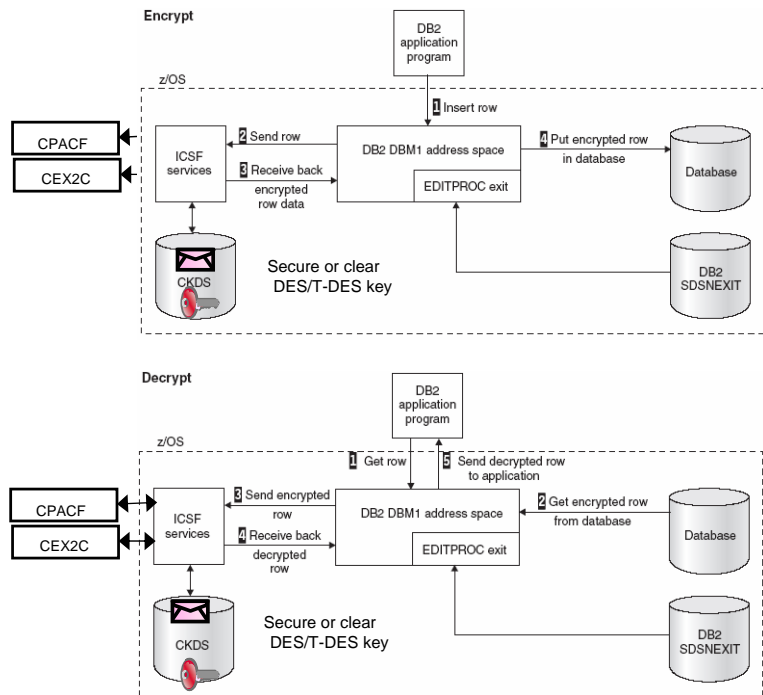 Encrypt
DB2
application
program
z/OS
1 Insert row
CPACF
CEX2C
ICSF
services
2 Send row
3 Receive back
encrypted
row data
DB2 DBM1 address space
EDITPROC exit
4 Put encrypted row
in database
Database
CKDS
Secure or clear
DES/T-DES key
DB2
SDSNEXIT
Decrypt
DB2
application
program
z/OS
1 Get row
5 Send decrypted row
to application
CPACF
CEX2C
ICSF
services
3 Send encrypted
row
4 Receive back
decrypted
row
DB2 DBM1 address space
EDITPROC exit
2 Get encrypted row
from database
Database
CKDS
Secure or clear
DES/T-DES key
DB2
SDSNEXIT